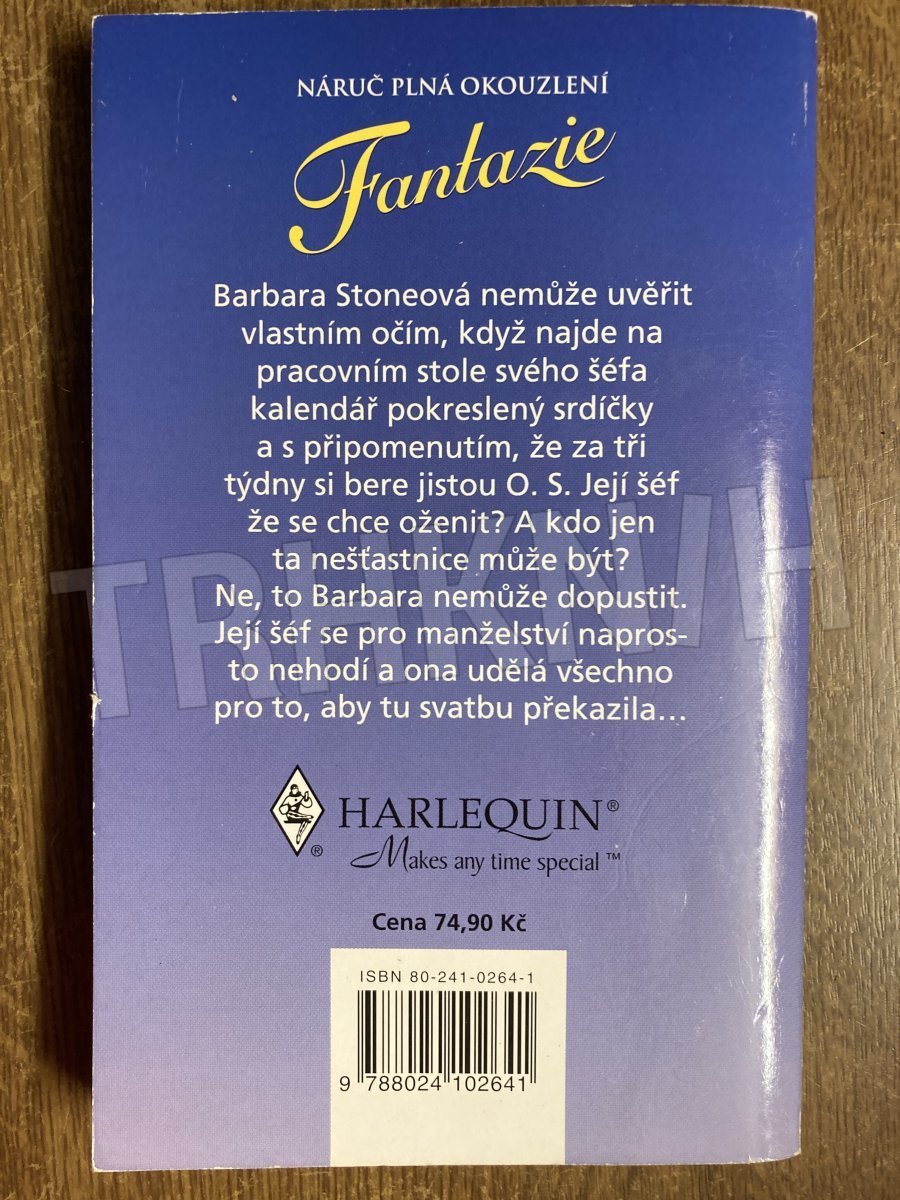 NÁRUČ PLNÁ OKOUZLENÍ
Fantazie
Barbara Stoneová nemůže uvěřit
vlastním očím, když najde na
pracovním stole svého šéfa
kalendář pokreslený srdíčky
a s připomenutím, že za tři
týdny si bere jistou O. S. Její šéf
že se chce oženit? A kdo jen
ta nešťastnice může být?
Ne, to Barbara nemůže dopustit.
Její šéf se pro manželství napros-
to nehodí a ona udělá všechno
pro to, aby tu svatbu překazila...
HARLEQUIN®
®
Makes any time special™
Cena 74,90 Kč
ISBN 80-241-0264-1
9 788024 102641
TRHKNIH